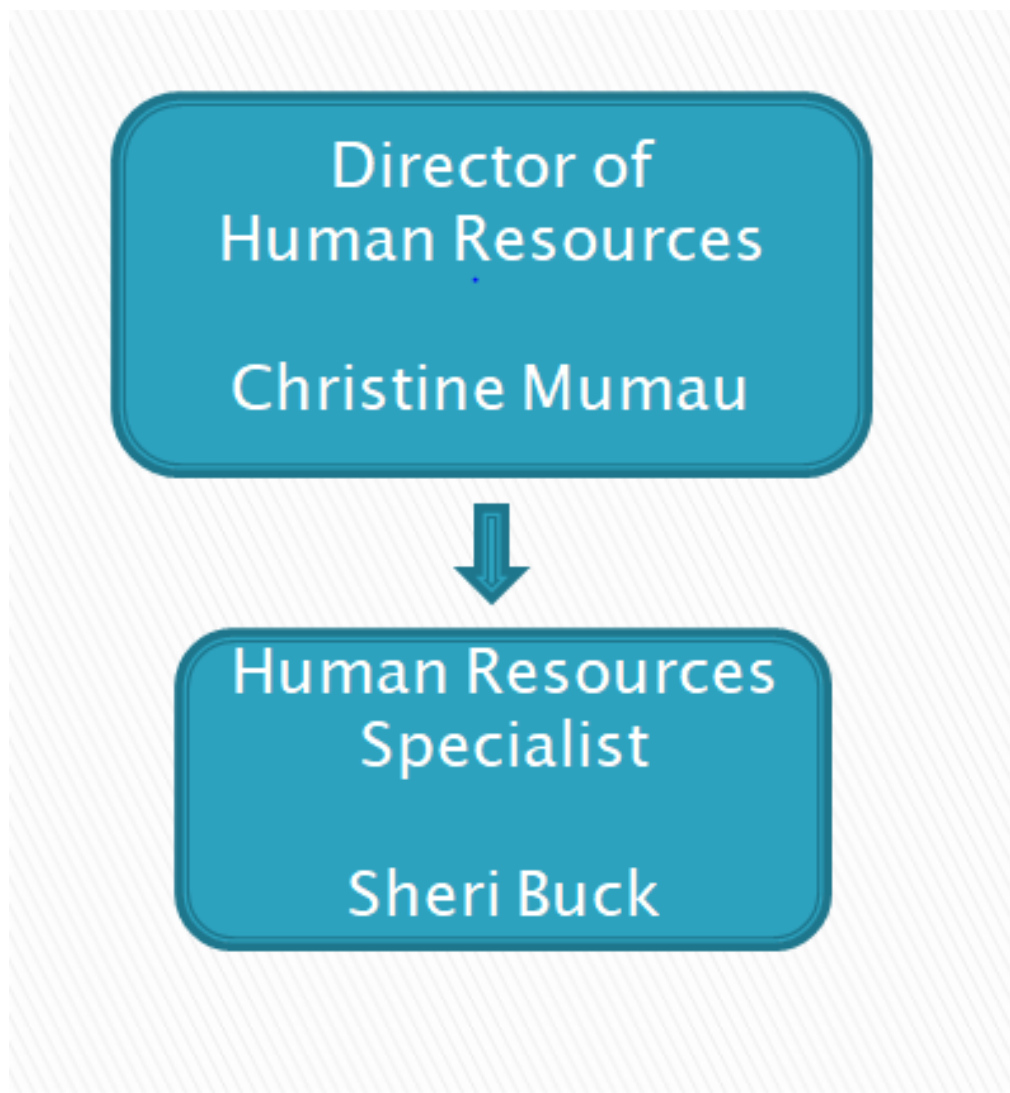 Director of
Human Resources
Christine Mumau
Human Resources
Specialist
Sheri Buck